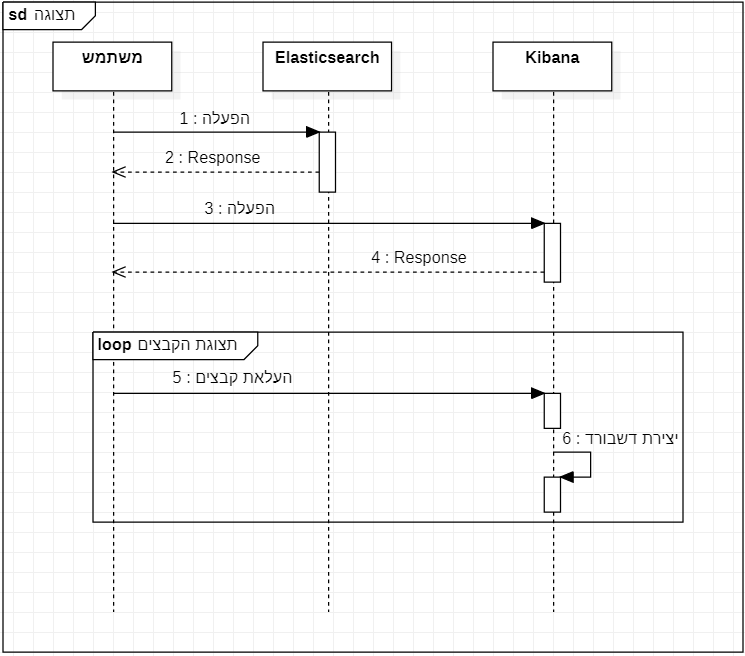 sd תצוגה
משתמש
Elasticsearch
Kibana
1 : הפעלה
2 : Response
3 : הפעלה
4 : Response
loop תצוגת הקבצים
5 : העלאת קבצים
6 : יצירת דשבורד